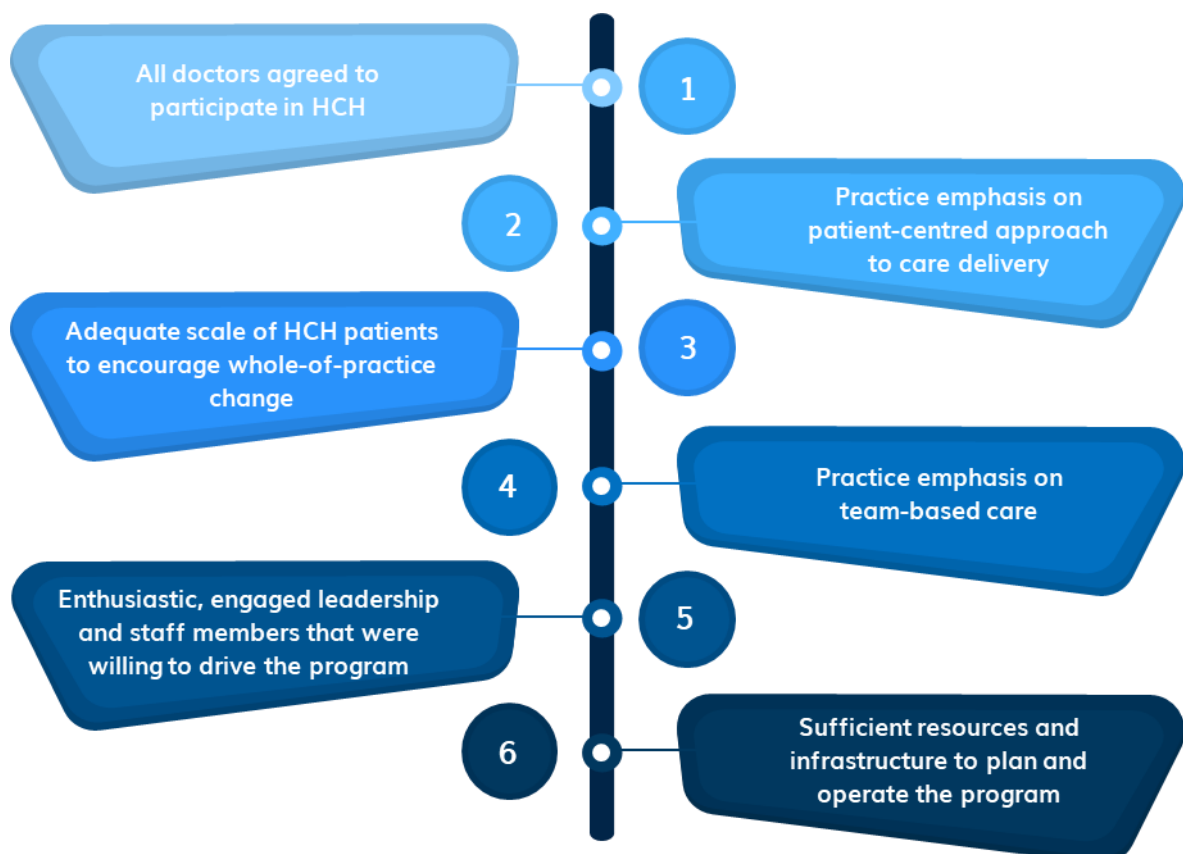 All doctors agreed to
participate in HCH
1
2
Practice emphasis on
patient-centred approach
to care delivery
Adequate scale of HCH patients
to encourage whole-of-practice
change
3
4
Practice emphasis on
team-based care
Enthusiastic, engaged leadership
and staff members that were
willing to drive the program
5
6
Sufficient resources and
infrastructure to plan and
operate the program